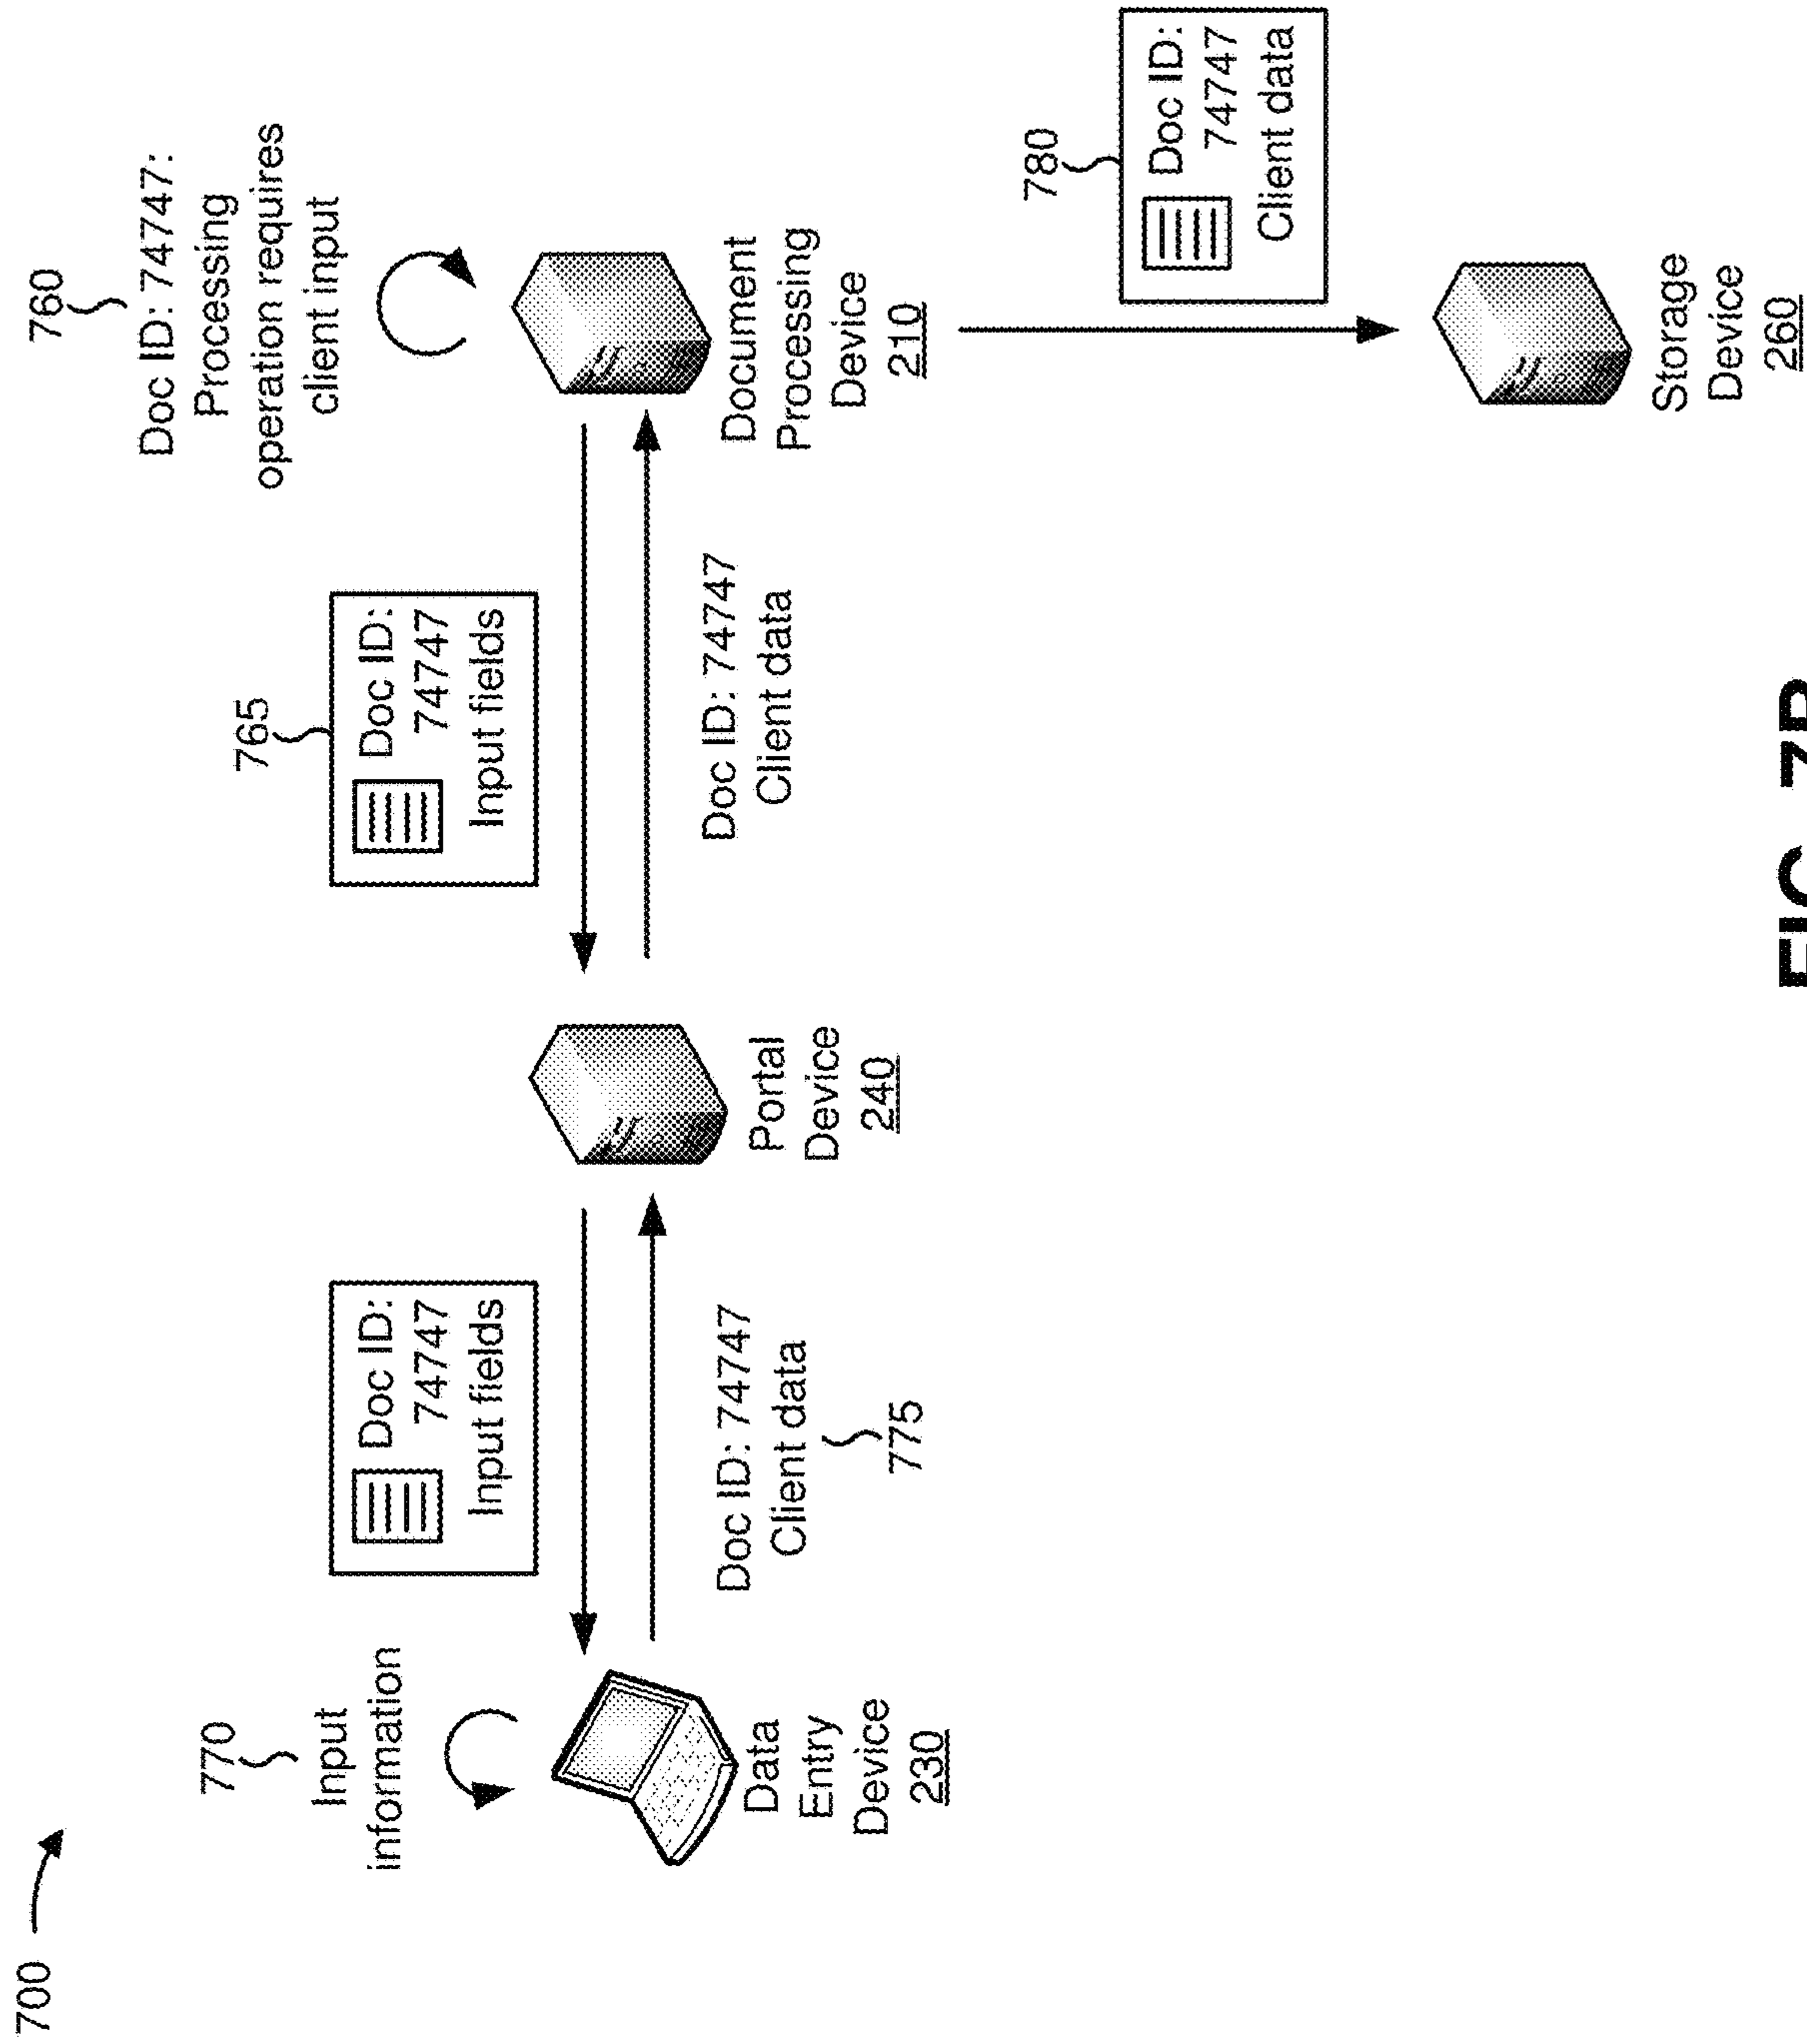 700
770
Input
information
Doc ID:
74747
Input fields
765
Doc ID:
74747
Input fields
760
Doc ID: 74747:
Processing
operation requires
client input
Data
Entry
Device
230
Doc ID: 74747
Client data
775
Portal
Device
240
Doc ID: 74747
Client data
Document
Processing
Device
210
780
Doc ID:
74747
Client data
Storage
Device
260